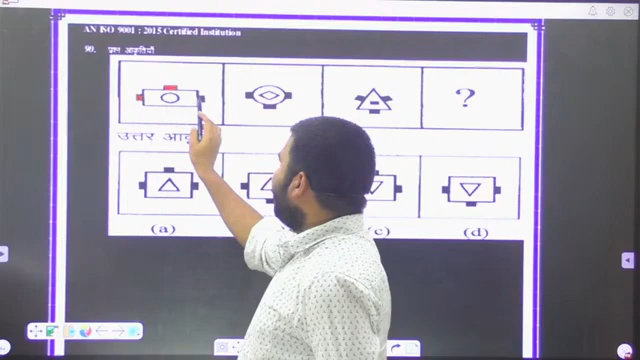 AN ISO 9001 : 2015 Certified Institution
90. प्रश्न आकृतियाँ
?
उत्तर
(a)
(c)
(d)